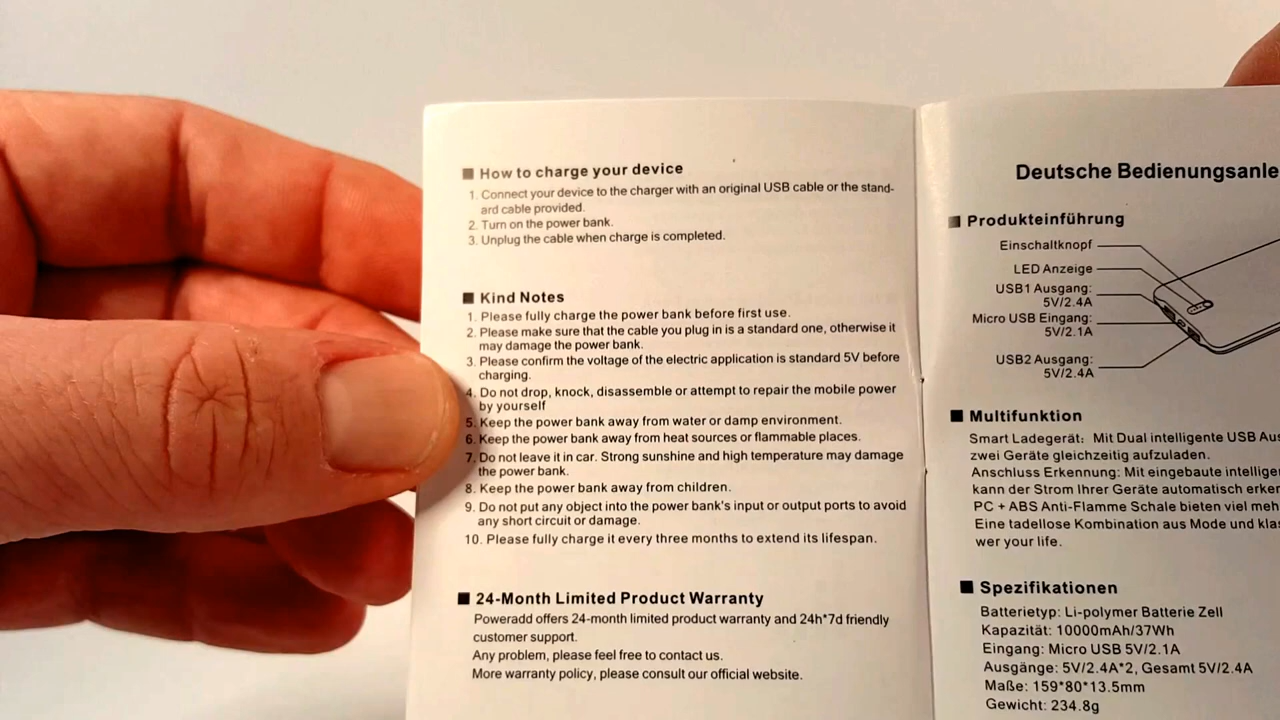 ■ How to charge your device
1. Connect your device to the charger with an original USB cable or the stand-
ard cable provided.
2. Turn on the power bank.
3. Unplug the cable when charge is completed.
■ Kind Notes
1. Please fully charge the power bank before first use.
2. Please make sure that the cable you plug in is a standard one, otherwise it
may damage the power bank.
3. Please confirm the voltage of the electric application is standard 5V before
charging.
4. Do not drop, knock, disassemble or attempt to repair the mobile power
by yourself
5. Keep the power bank away from water or damp environment.
6. Keep the power bank away from heat sources or flammable places.
7. Do not leave it in car. Strong sunshine and high temperature may damage
the power bank.
8. Keep the power bank away from children.
9. Do not put any object into the power bank's input or output ports to avoid
any short circuit or damage.
10. Please fully charge it every three months to extend its lifespan.
■ 24-Month Limited Product Warranty
Poweradd offers 24-month limited product warranty and 24h*7d friendly
customer support.
Any problem, please feel free to contact us.
More warranty policy, please consult our official website.
Deutsche Bedienungsanle
■ Produkteinführung
Einschaltknopf
LED Anzeige
USB1 Ausgang:
5V/2.4A
Micro USB Eingang:
5V/2.1A
USB2 Ausgang:
5V/2.4A
■ Multifunktion
Smart Ladegerät: Mit Dual intelligente USB Aus
zwei Geräte gleichzeitig aufzuladen.
Anschluss Erkennung: Mit eingebaute intelliger
kann der Strom Ihrer Geräte automatisch erker
PC + ABS Anti-Flamme Schale bieten viel meh
Eine tadellose Kombination aus Mode und klas
wer your life.
■ Spezifikationen
Batterietyp: Li-polymer Batterie Zell
Kapazität: 10000mAh/37Wh
Eingang: Micro USB 5V/2.1A
Ausgänge: 5V/2.4A*2, Gesamt 5V/2.4A
Maße: 159*80*13.5mm
Gewicht: 234.8g